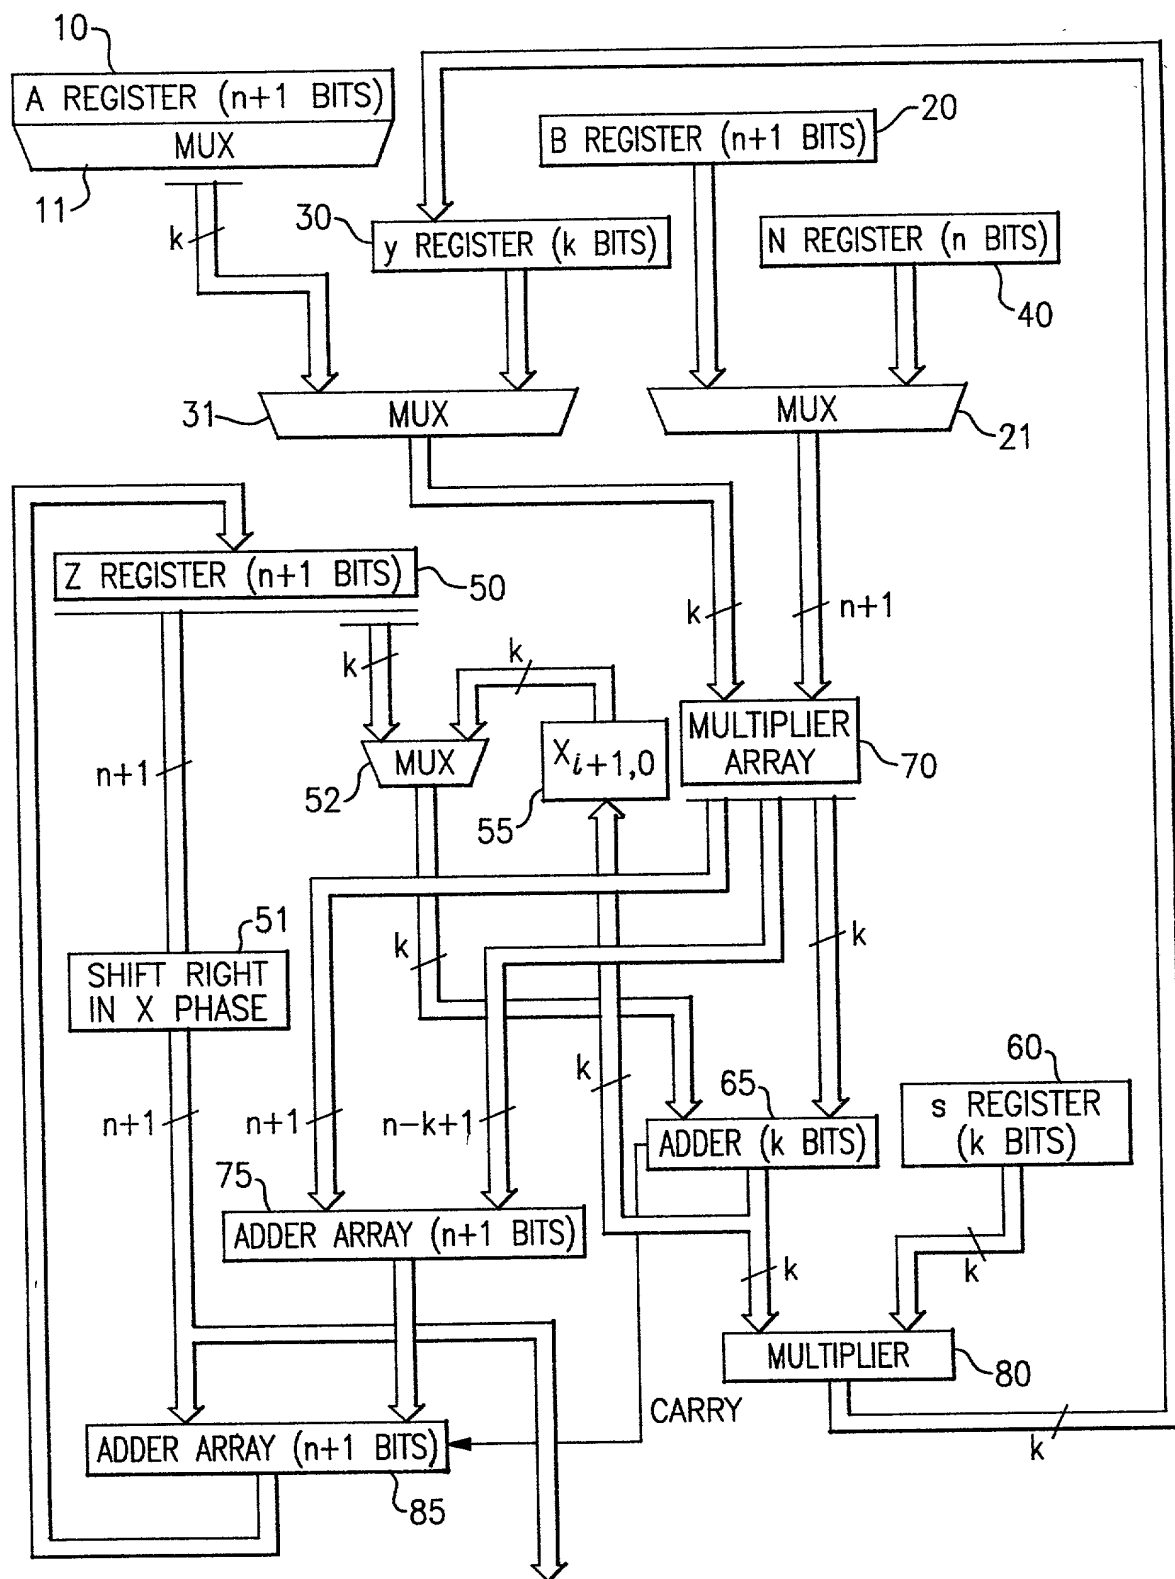 10
A REGISTER (n+1 BITS)
MUX
11
k
20
B REGISTER (n+1 BITS)
30
y REGISTER (k BITS)
N REGISTER (n BITS)
40
31
MUX
MUX
21
Z REGISTER (n+1 BITS)
50
k
n+1
k
k
n+1
MUX
52
X_{i+1,0}
55
MULTIPLIER
ARRAY
70
51
SHIFT RIGHT
IN X PHASE
k
k
k
n+1
n+1
n-k+1
65
ADDER (k BITS)
60
s REGISTER
(k BITS)
75
ADDER ARRAY (n+1 BITS)
k
k
MULTIPLIER
80
CARRY
k
ADDER ARRAY (n+1 BITS)
85